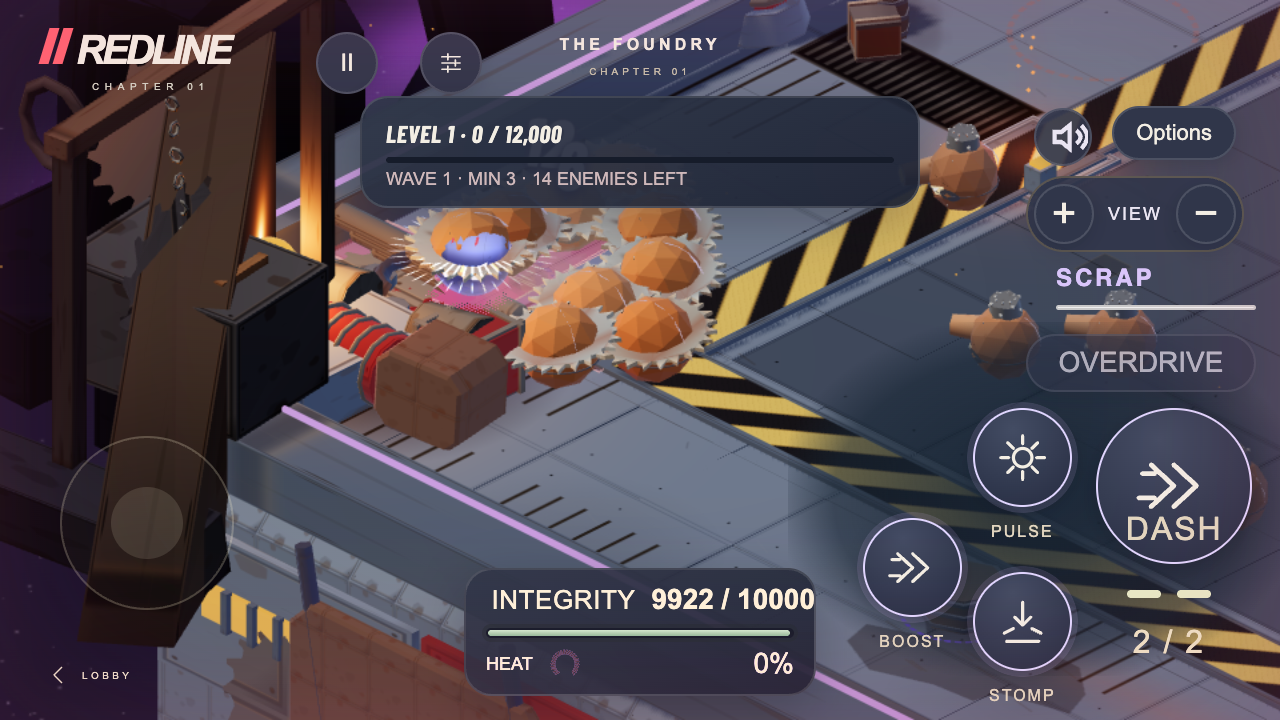 REDLINE
CHAPTER 01
THE FOUNDRY
CHAPTER 01
LEVEL 1 · 0 / 12,000
WAVE 1 · MIN 3 · 14 ENEMIES LEFT
Options
+ VIEW −
SCRAP
OVERDRIVE
PULSE
DASH
BOOST
2 / 2
STOMP
INTEGRITY 9922 / 10000
HEAT 0%
LOBBY